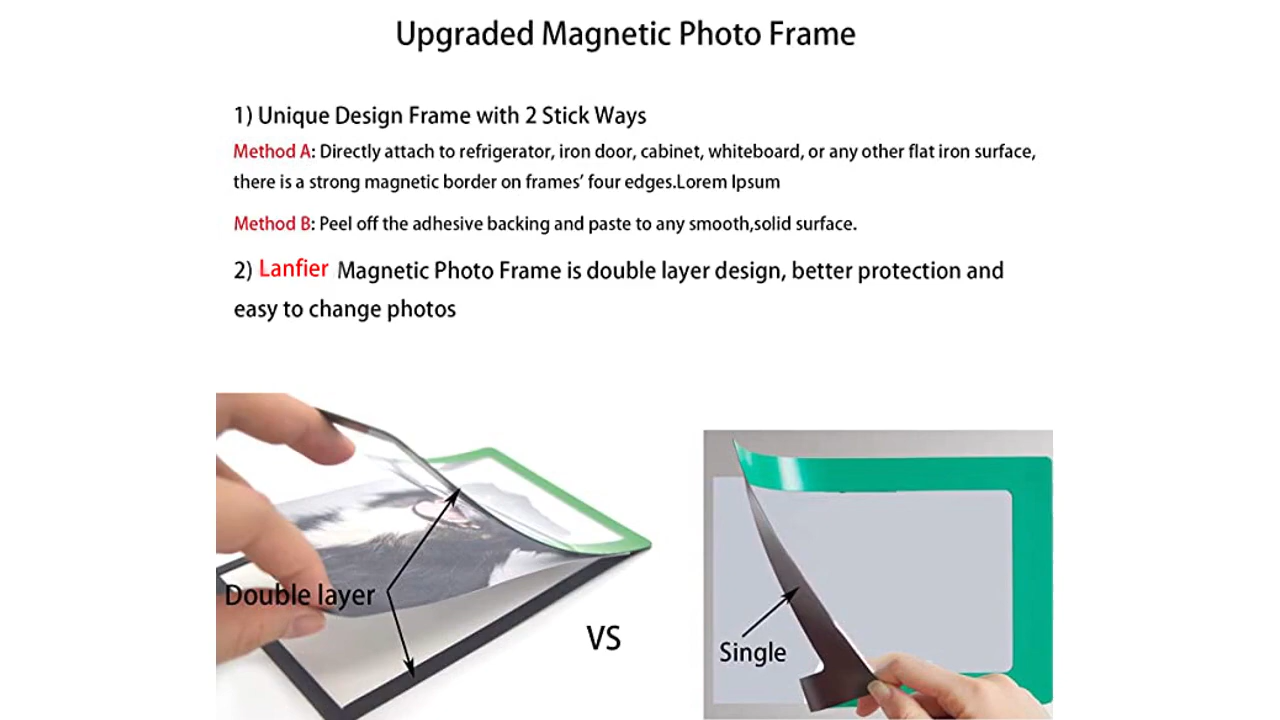 Upgraded Magnetic Photo Frame
1) Unique Design Frame with 2 Stick Ways
Method A: Directly attach to refrigerator, iron door, cabinet, whiteboard, or any other flat iron surface,
there is a strong magnetic border on frames’ four edges.Lorem Ipsum
Method B: Peel off the adhesive backing and paste to any smooth,solid surface.
2) Lanfier Magnetic Photo Frame is double layer design, better protection and
easy to change photos
Double layer
VS
Single